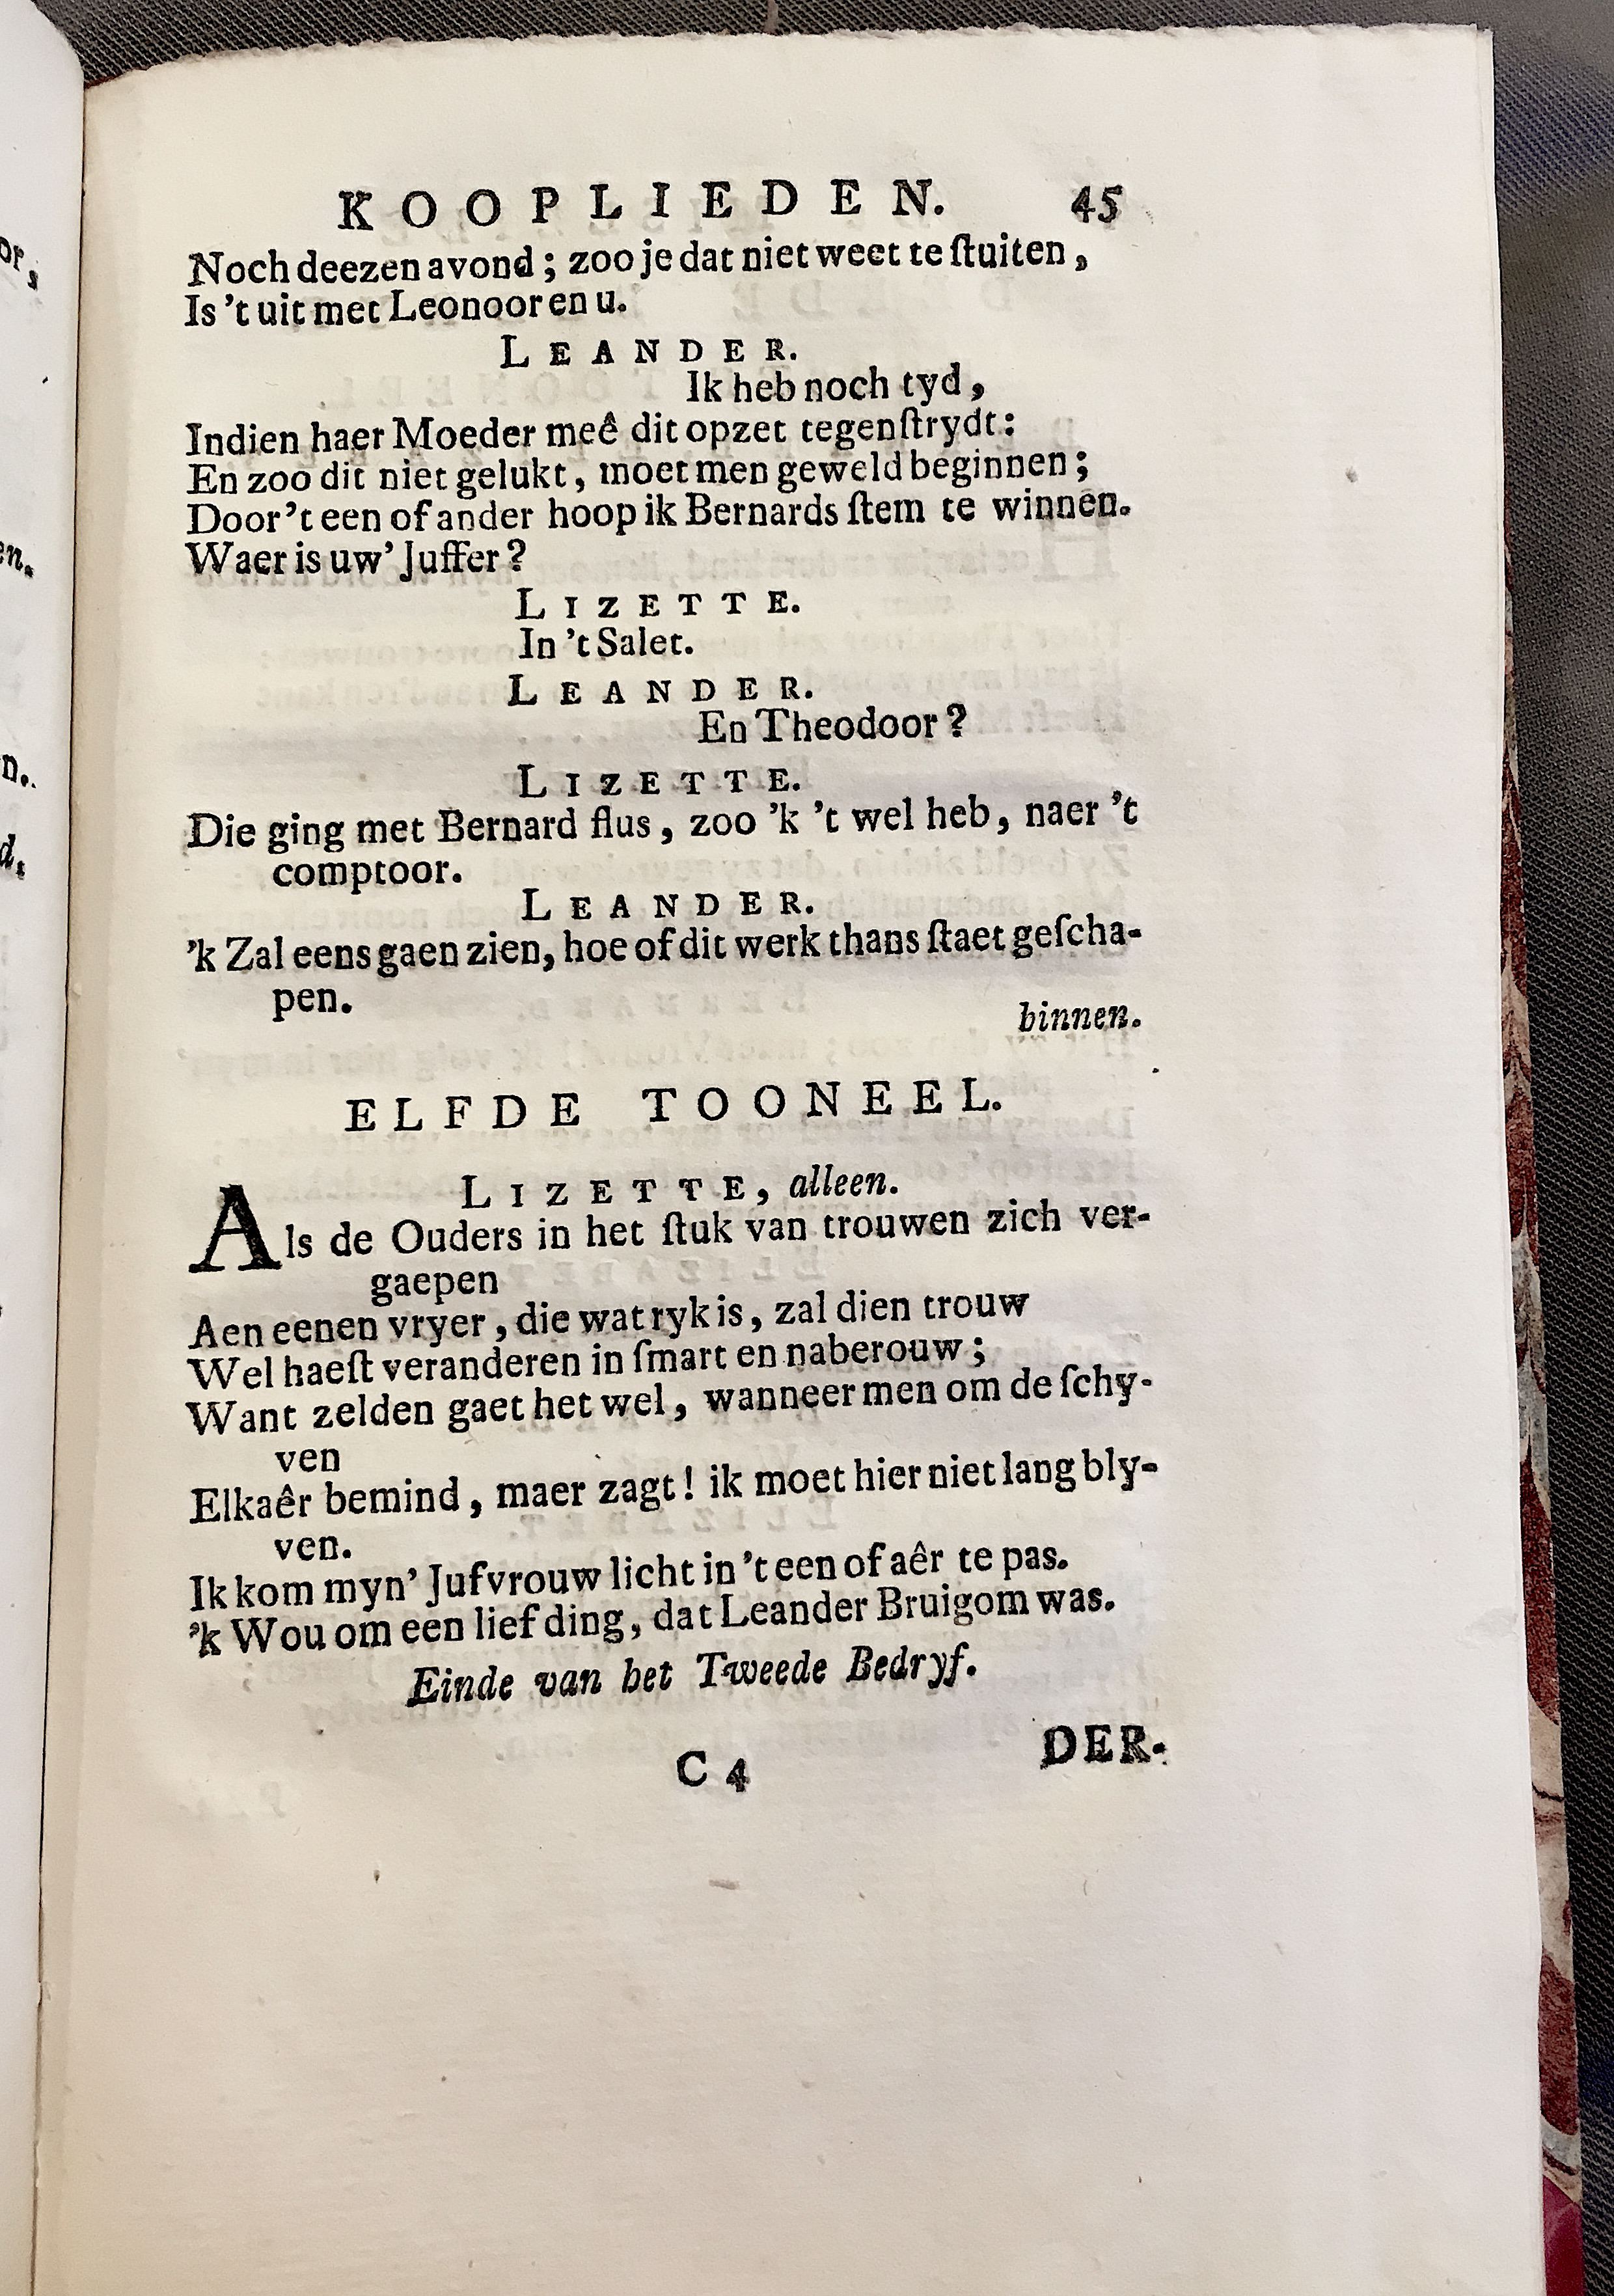 KOOPLIEDEN. 45
Noch deezen avond; zoo je dat niet weet te ſtuiten,
Is 't uit met Leonoor en u.
LEANDER.
Ik heb noch tyd,
Indien haer Moeder meê dit opzet tegenſtrydt:
En zoo dit niet gelukt, moet men geweld beginnen;
Door 't een of ander hoop ik Bernards ſtem te winnen.
Waer is uw' Juffer?
LIZETTE.
In 't Salet.
LEANDER.
En Theodoor?
LIZETTE.
Die ging met Bernard flus, zoo 'k 't wel heb, naer 't
comptoor.
LEANDER.
'k Zal eens gaen zien, hoe of dit werk thans ſtaet geſcha-
pen.
binnen.
ELFDE TOONEEL.
LIZETTE, alleen.
Als de Ouders in het ſtuk van trouwen zich ver-
gaepen
Aen eenen vryer, die wat ryk is, zal dien trouw
Wel haeſt veranderen in ſmart en naberouw;
Want zelden gaet het wel, wanneer men om de ſchy-
ven
Elkaêr bemind, maer zagt! ik moet hier niet lang bly-
ven.
Ik kom myn' Jufvrouw licht in 't een of aêr te pas.
'k Wou om een lief ding, dat Leander Bruigom was.
Einde van het Tweede Bedryf.
C 4 DER-